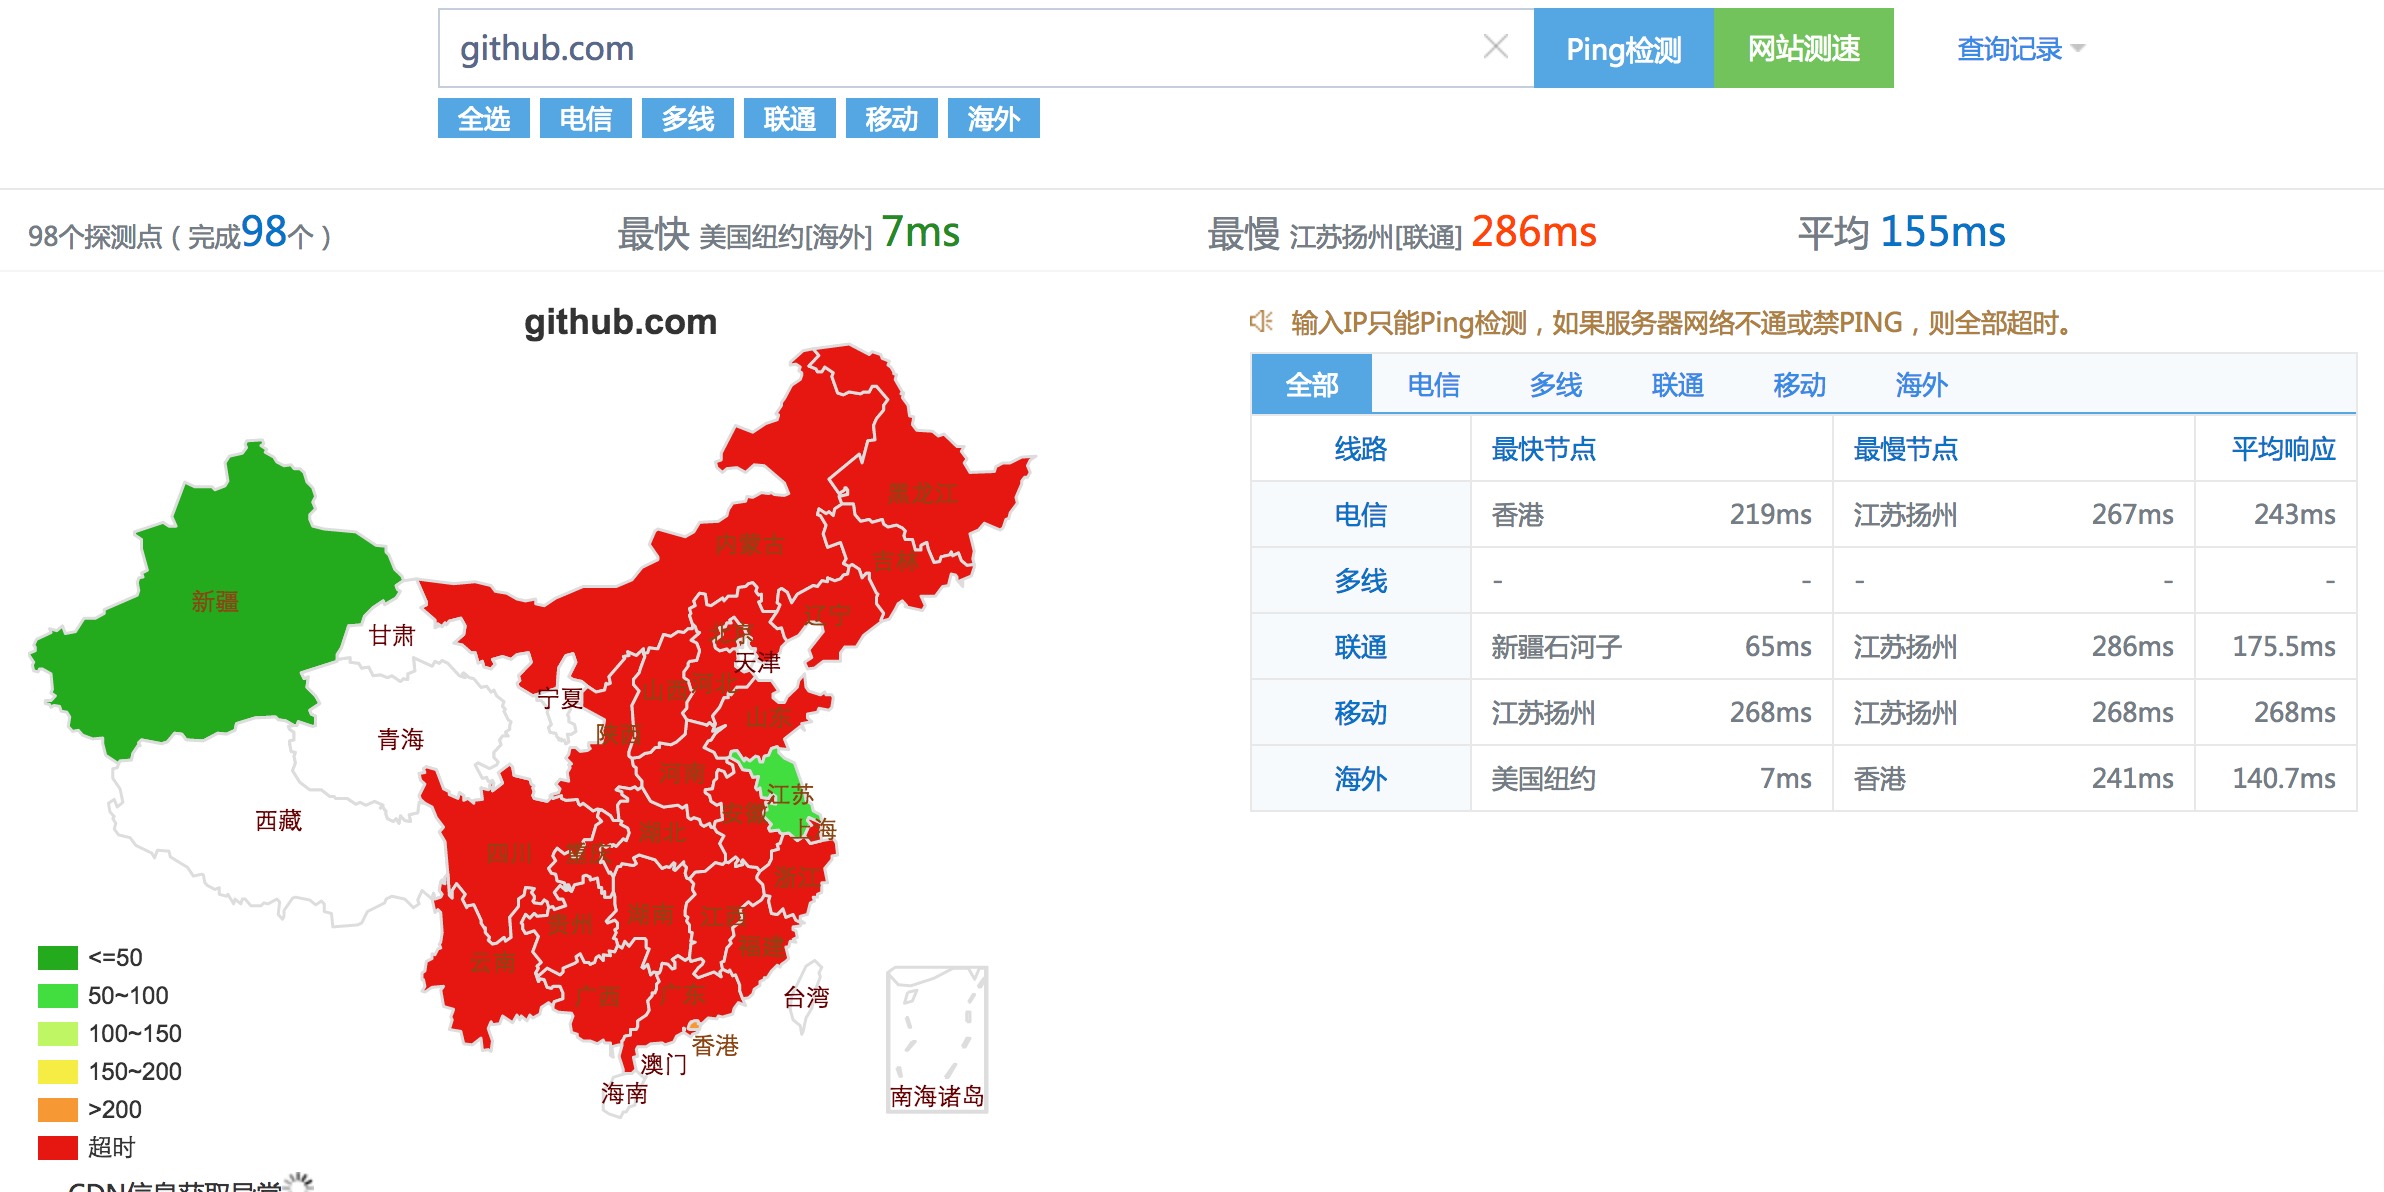 github.com
Ping检测
网站测速
查询记录
全选 电信 多线 联通 移动 海外
98个探测点（完成98个）
最快 美国纽约[海外] 7ms
最慢 江苏扬州[联通] 286ms
平均 155ms
github.com
黑龙江
内蒙古
吉林
新疆
辽宁
甘肃
北京
天津
宁夏
山西
河北
山东
陕西
青海
河南
江苏
西藏
安徽
上海
湖北
四川
重庆
浙江
湖南
江西
贵州
福建
云南
广西
广东
台湾
香港
澳门
海南
南海诸岛
<=50
50~100
100~150
150~200
>200
超时
CDN信息获取异常
输入IP只能Ping检测，如果服务器网络不通或禁PING，则全部超时。
全部 电信 多线 联通 移动 海外
线路 最快节点 最慢节点 平均响应
电信 香港 219ms 江苏扬州 267ms 243ms
多线 - - - - -
联通 新疆石河子 65ms 江苏扬州 286ms 175.5ms
移动 江苏扬州 268ms 江苏扬州 268ms 268ms
海外 美国纽约 7ms 香港 241ms 140.7ms